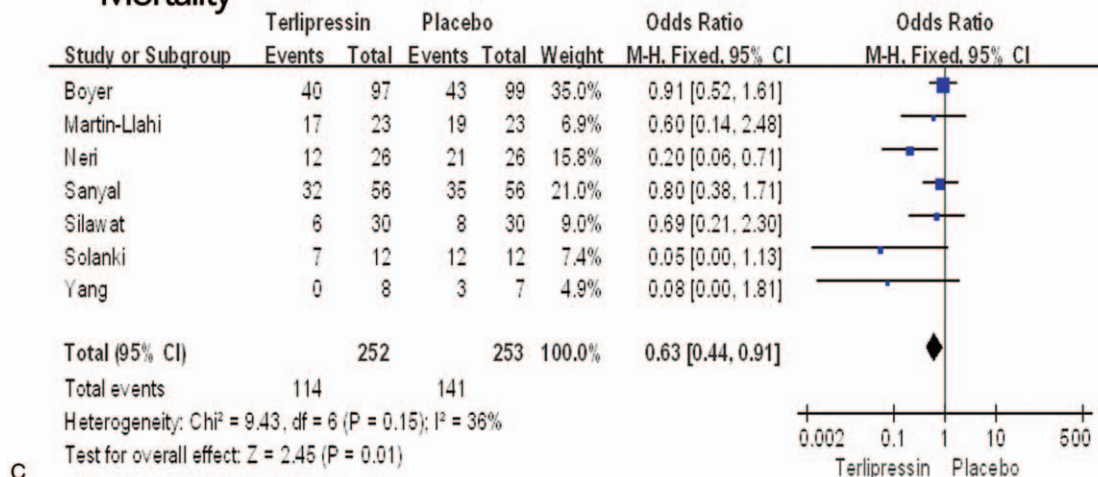 Mortality
Terlipressin Placebo Odds Ratio Odds Ratio
Study or Subgroup Events Total Events Total Weight M-H, Fixed, 95% CI M-H, Fixed, 95% CI
Boyer 40 97 43 99 35.0% 0.91 [0.52, 1.61]
Martin-Llahi 17 23 19 23 6.9% 0.60 [0.14, 2.48]
Neri 12 26 21 26 15.8% 0.20 [0.06, 0.71]
Sanyal 32 56 35 56 21.0% 0.80 [0.38, 1.71]
Silawat 6 30 8 30 9.0% 0.69 [0.21, 2.30]
Solanki 7 12 12 12 7.4% 0.05 [0.00, 1.13]
Yang 0 8 3 7 4.9% 0.08 [0.00, 1.81]
Total (95% CI) 252 253 100.0% 0.63 [0.44, 0.91]
Total events 114 141
Heterogeneity: Chi² = 9.43, df = 6 (P = 0.15); I² = 36%
Test for overall effect: Z = 2.45 (P = 0.01)
0.002 0.1 1 10 500
Terlipressin Placebo
C